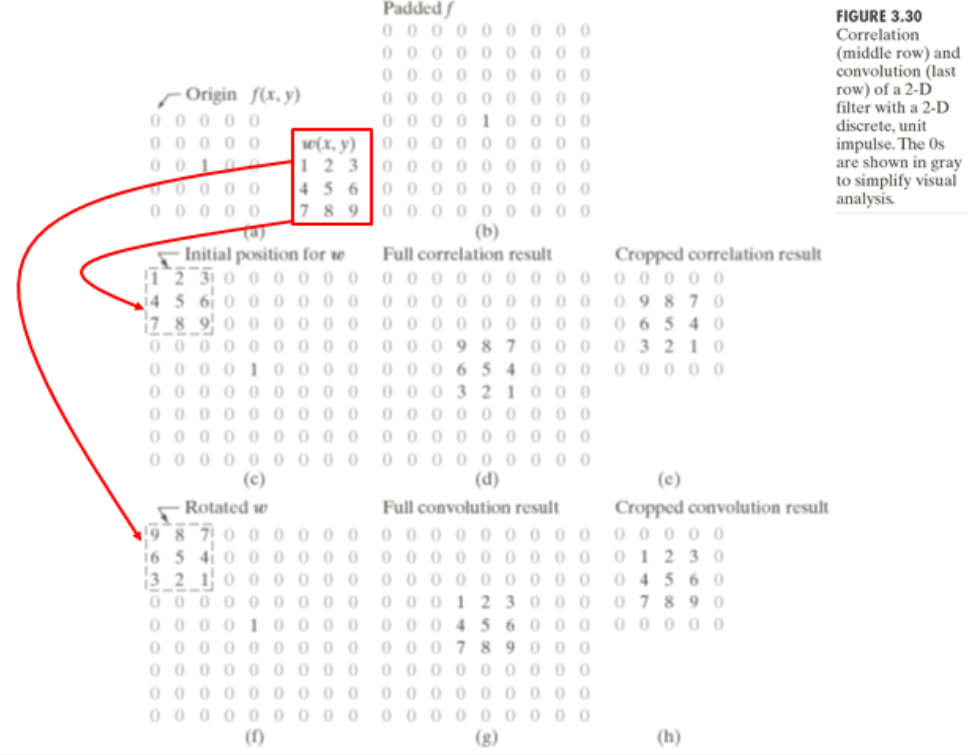 Padded f
0 0 0 0 0 0 0 0 0
0 0 0 0 0 0 0 0 0
0 0 0 0 0 0 0 0 0
0 0 0 0 0 0 0 0 0
0 0 0 0 1 0 0 0 0
0 0 0 0 0 0 0 0 0
0 0 0 0 0 0 0 0 0
0 0 0 0 0 0 0 0 0
0 0 0 0 0 0 0 0 0
(b)
Origin f(x, y)
0 0 0 0 0
0 0 0 0 0
0 0 1 0 0
0 0 0 0 0
0 0 0 0 0
w(x, y)
1 2 3
4 5 6
7 8 9
(a)
FIGURE 3.30
Correlation
(middle row) and
convolution (last
row) of a 2-D
filter with a 2-D
discrete, unit
impulse. The 0s
are shown in gray
to simplify visual
analysis.
Initial position for w
1 2 3 0 0 0 0 0 0
4 5 6 0 0 0 0 0 0
7 8 9 0 0 0 0 0 0
0 0 0 0 0 0 0 0 0
0 0 0 0 1 0 0 0 0
0 0 0 0 0 0 0 0 0
0 0 0 0 0 0 0 0 0
0 0 0 0 0 0 0 0 0
0 0 0 0 0 0 0 0 0
(c)
Full correlation result
0 0 0 0 0 0 0 0 0
0 0 0 0 0 0 0 0 0
0 0 0 0 0 0 0 0 0
0 0 0 9 8 7 0 0 0
0 0 0 6 5 4 0 0 0
0 0 0 3 2 1 0 0 0
0 0 0 0 0 0 0 0 0
0 0 0 0 0 0 0 0 0
0 0 0 0 0 0 0 0 0
(d)
Cropped correlation result
0 0 0 0 0
0 9 8 7 0
0 6 5 4 0
0 3 2 1 0
0 0 0 0 0
(e)
Rotated w
9 8 7 0 0 0 0 0 0
6 5 4 0 0 0 0 0 0
3 2 1 0 0 0 0 0 0
0 0 0 0 0 0 0 0 0
0 0 0 0 1 0 0 0 0
0 0 0 0 0 0 0 0 0
0 0 0 0 0 0 0 0 0
0 0 0 0 0 0 0 0 0
0 0 0 0 0 0 0 0 0
(f)
Full convolution result
0 0 0 0 0 0 0 0 0
0 0 0 0 0 0 0 0 0
0 0 0 0 0 0 0 0 0
0 0 0 1 2 3 0 0 0
0 0 0 4 5 6 0 0 0
0 0 0 7 8 9 0 0 0
0 0 0 0 0 0 0 0 0
0 0 0 0 0 0 0 0 0
0 0 0 0 0 0 0 0 0
(g)
Cropped convolution result
0 0 0 0 0
0 1 2 3 0
0 4 5 6 0
0 7 8 9 0
0 0 0 0 0
(h)